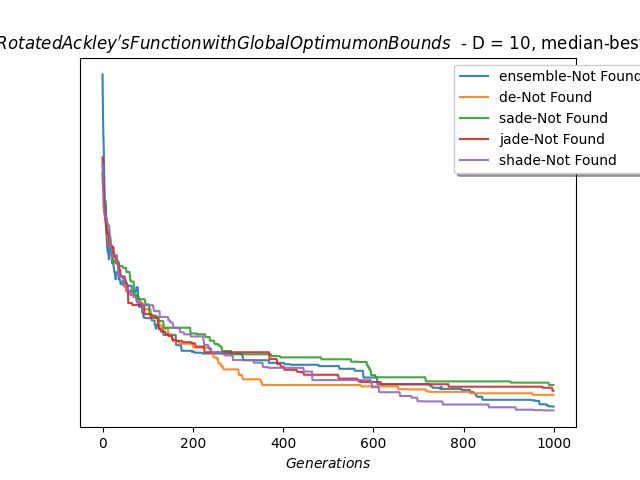 RotatedAckley'sFunctionwithGlobalOptimumonBounds - D = 10, median-best
ensemble-Not Found
de-Not Found
sade-Not Found
jade-Not Found
shade-Not Found
0 200 400 600 800 1000
Generations